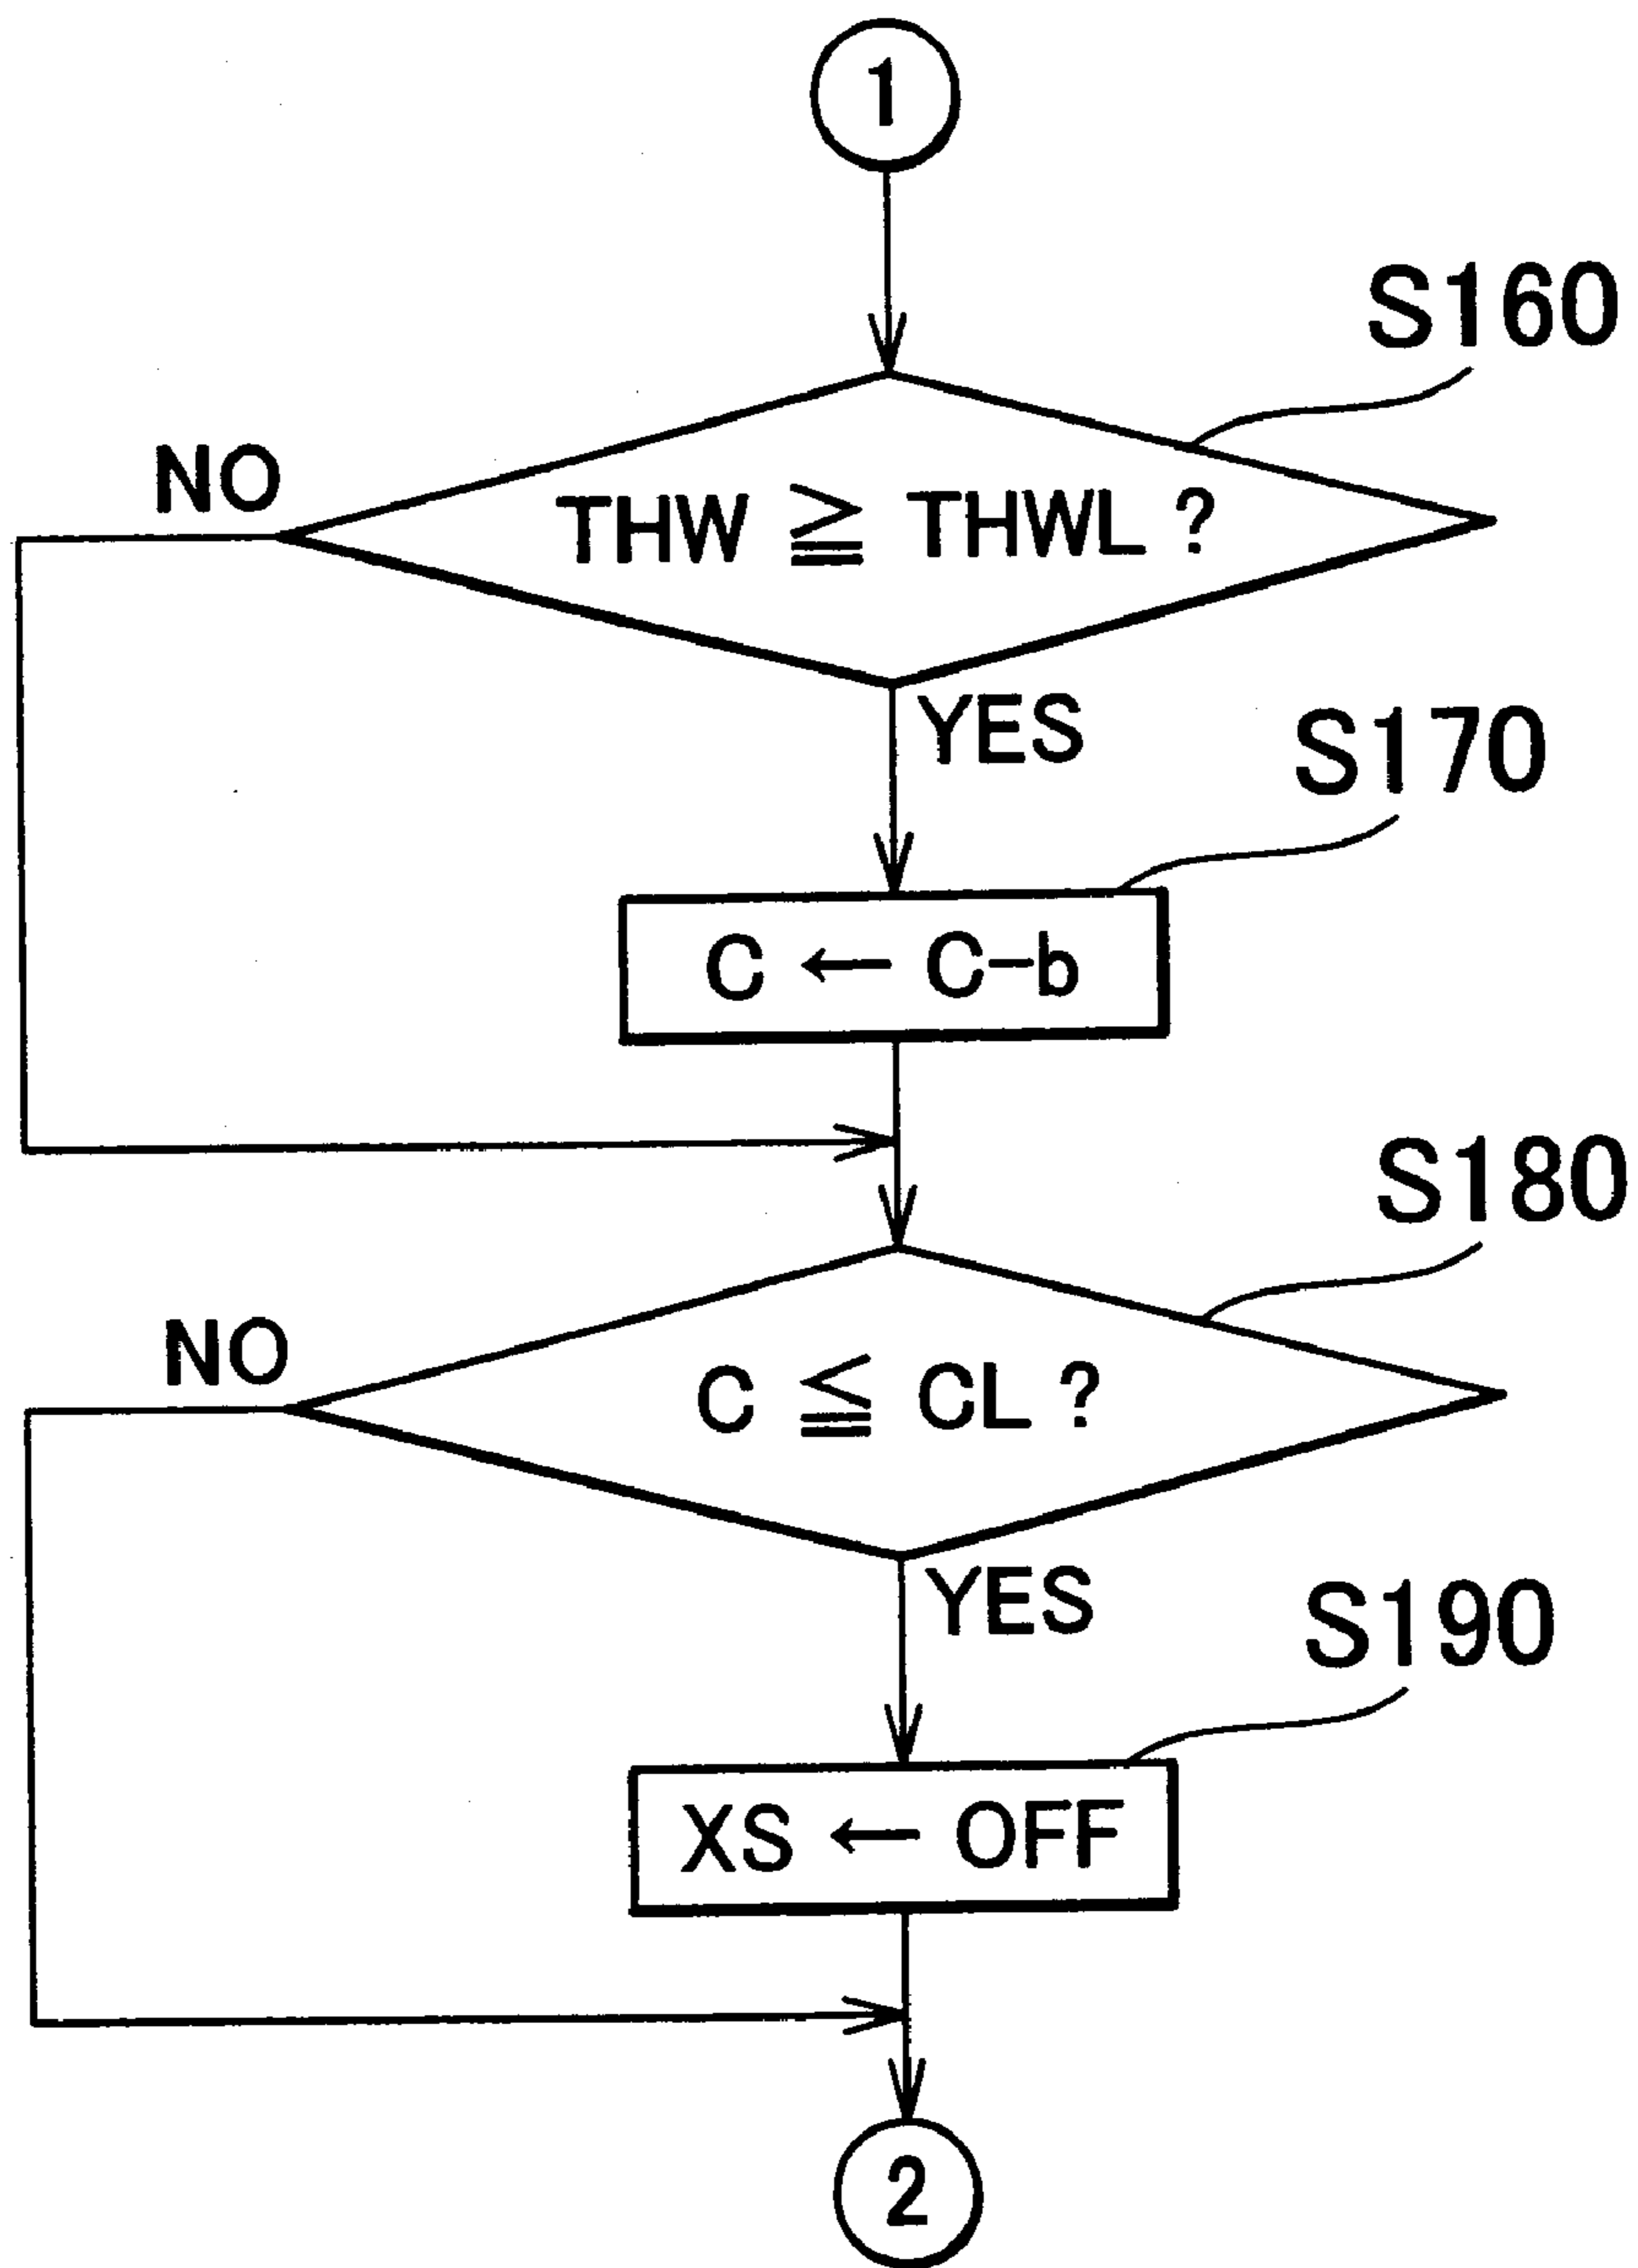 1
S160
NO
THW ≧ THWL ?
YES
S170
C ← C-b
S180
NO
C ≦ CL ?
YES
S190
XS ← OFF
2